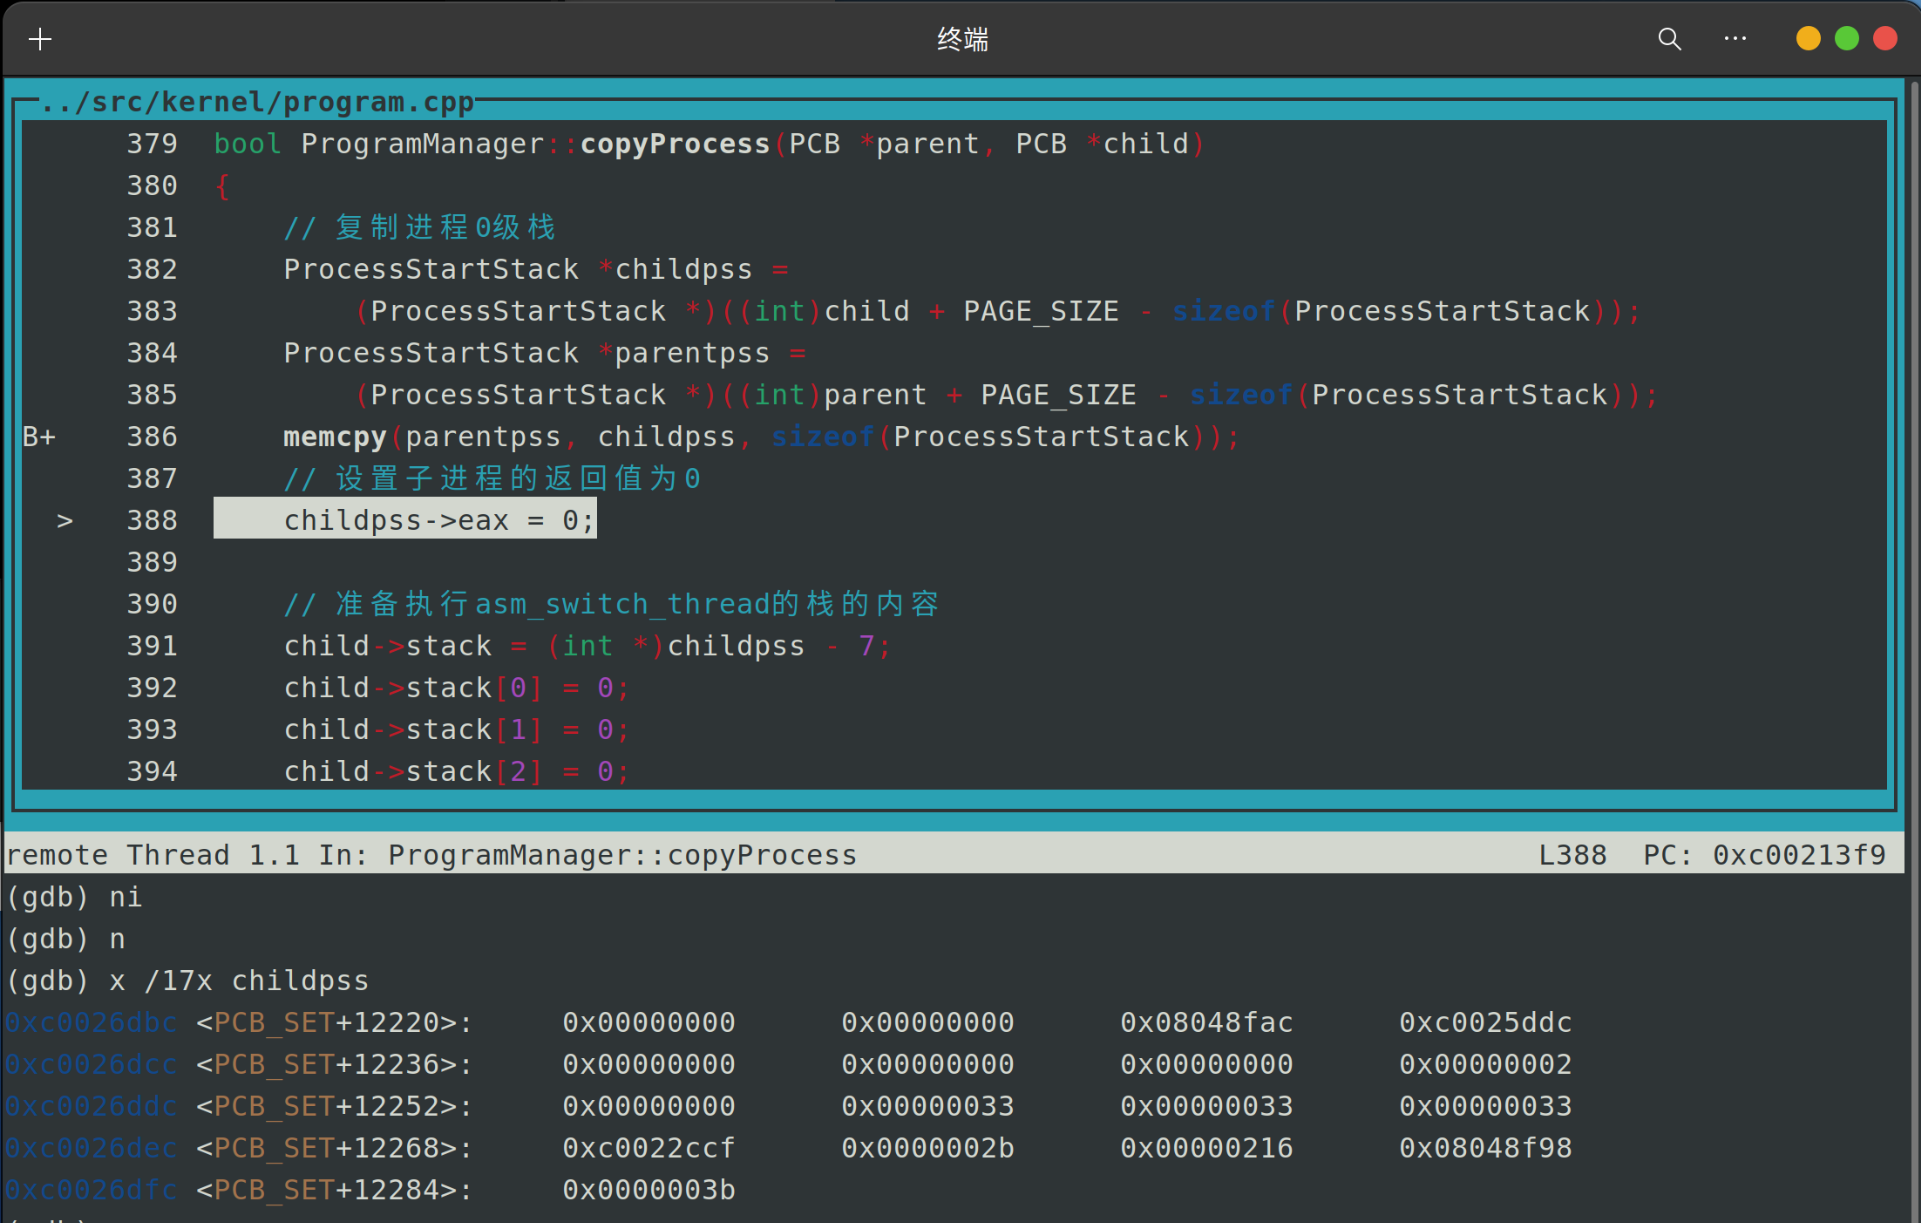 终端
../src/kernel/program.cpp
379 bool ProgramManager::copyProcess(PCB *parent, PCB *child)
380 {
381     // 复制进程0级栈
382     ProcessStartStack *childpss =
383         (ProcessStartStack *)((int)child + PAGE_SIZE - sizeof(ProcessStartStack));
384     ProcessStartStack *parentpss =
385         (ProcessStartStack *)((int)parent + PAGE_SIZE - sizeof(ProcessStartStack));
B+ 386     memcpy(parentpss, childpss, sizeof(ProcessStartStack));
387     // 设置子进程的返回值为0
> 388     childpss->eax = 0;
389
390     // 准备执行asm_switch_thread的栈的内容
391     child->stack = (int *)childpss - 7;
392     child->stack[0] = 0;
393     child->stack[1] = 0;
394     child->stack[2] = 0;
remote Thread 1.1 In: ProgramManager::copyProcess L388 PC: 0xc00213f9
(gdb) ni
(gdb) n
(gdb) x /17x childpss
0xc0026dbc <PCB_SET+12220>: 0x00000000 0x00000000 0x08048fac 0xc0025ddc
0xc0026dcc <PCB_SET+12236>: 0x00000000 0x00000000 0x00000000 0x00000002
0xc0026ddc <PCB_SET+12252>: 0x00000000 0x00000033 0x00000033 0x00000033
0xc0026dec <PCB_SET+12268>: 0xc0022ccf 0x0000002b 0x00000216 0x08048f98
0xc0026dfc <PCB_SET+12284>: 0x0000003b